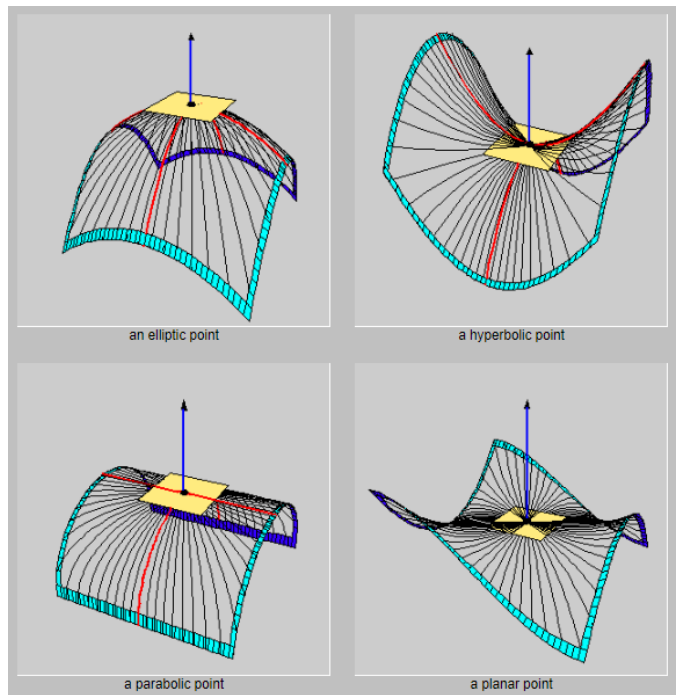 an elliptic point
a hyperbolic point
a parabolic point
a planar point